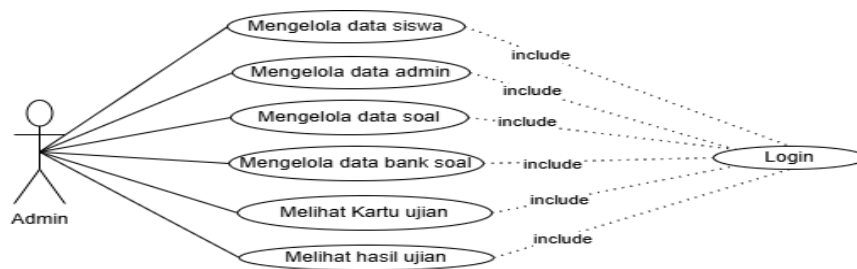 Mengelola data siswa
include
Mengelola data admin
include
Mengelola data soal
include
Mengelola data bank soal
include
Login
Melihat Kartu ujian
include
Admin
Melihat hasil ujian
include